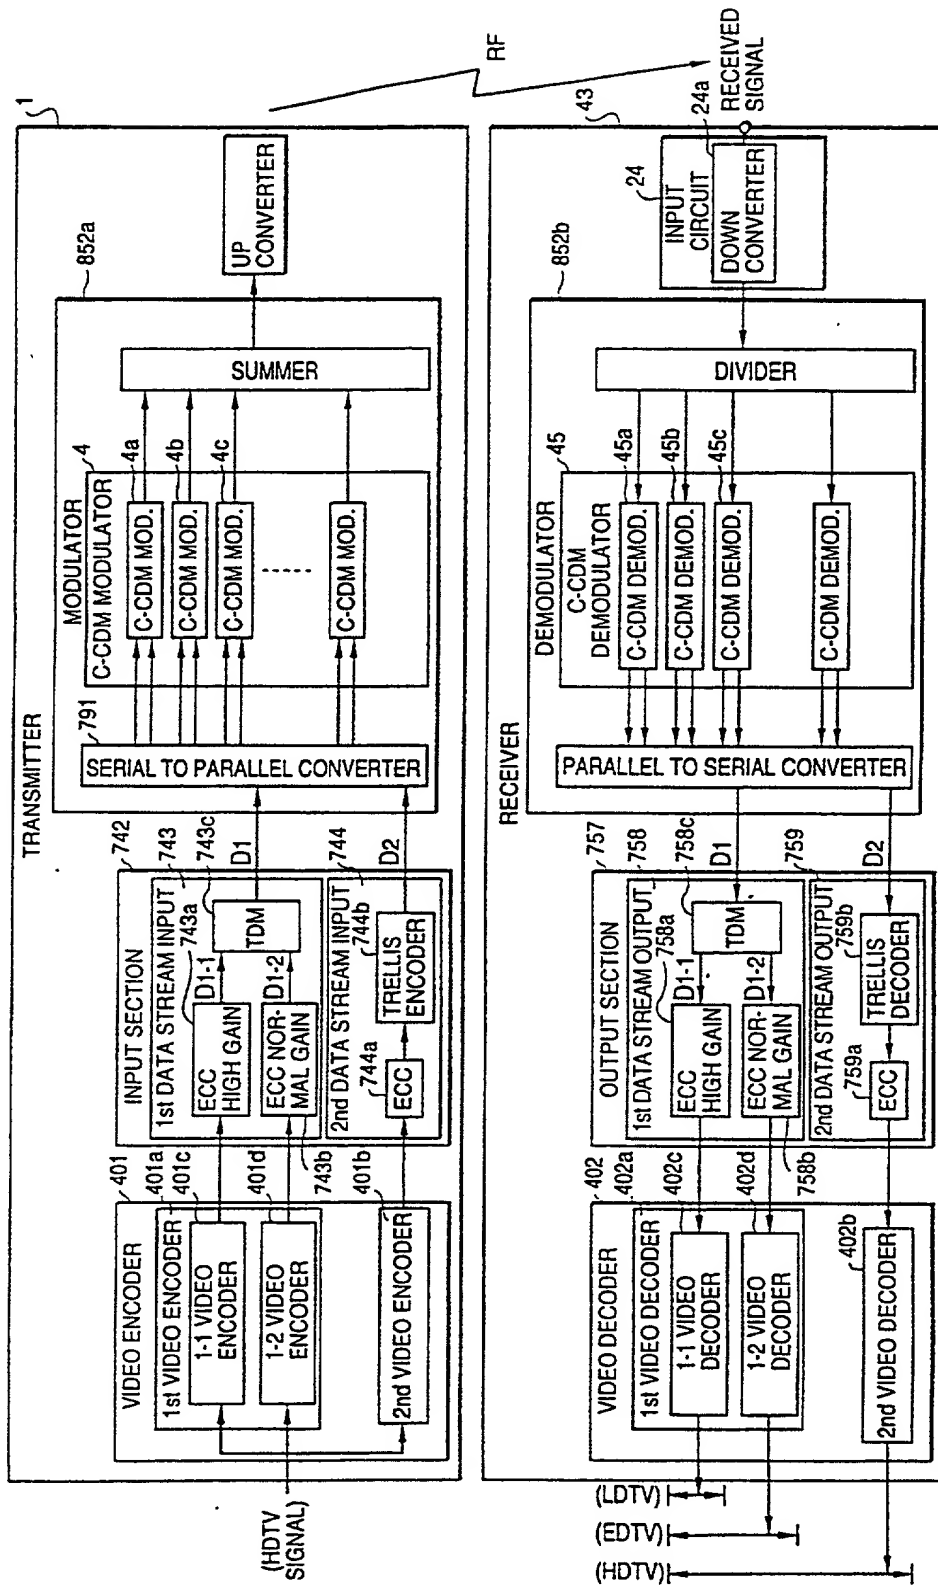 TRANSMITTER
1
VIDEO ENCODER
401
1st VIDEO ENCODER
401a
1-1 VIDEO
ENCODER
401c
1-2 VIDEO
ENCODER
401d
2nd VIDEO ENCODER
401b
(HDTV
SIGNAL)
INPUT SECTION
742
1st DATA STREAM INPUT
743
743a
ECC
HIGH GAIN
D1-1
743c
TDM
ECC NOR-
MAL GAIN
D1-2
743b
2nd DATA STREAM INPUT
744
744a
ECC
744b
TRELLIS
ENCODER
D1
D2
791
SERIAL TO PARALLEL CONVERTER
MODULATOR
C-CDM MODULATOR
4
C-CDM MOD.
4a
C-CDM MOD.
4b
C-CDM MOD.
4c
C-CDM MOD.
852a
SUMMER
UP
CONVERTER
RF
RECEIVER
43
RECEIVED
SIGNAL
24
INPUT
CIRCUIT
24a
DOWN
CONVERTER
852b
DIVIDER
DEMODULATOR
C-CDM
DEMODULATOR
45
C-CDM DEMOD.
45a
C-CDM DEMOD.
45b
C-CDM DEMOD.
45c
C-CDM DEMOD.
PARALLEL TO SERIAL CONVERTER
D1
D2
OUTPUT SECTION
757
1st DATA STREAM OUTPUT
758
758a
ECC
HIGH GAIN
D1-1
758c
TDM
ECC NOR-
MAL GAIN
D1-2
758b
2nd DATA STREAM OUTPUT
759
759a
ECC
759b
TRELLIS
DECODER
VIDEO DECODER
402
1st VIDEO DECODER
402a
1-1 VIDEO
DECODER
402c
1-2 VIDEO
DECODER
402d
2nd VIDEO DECODER
402b
(LDTV)
(EDTV)
(HDTV)